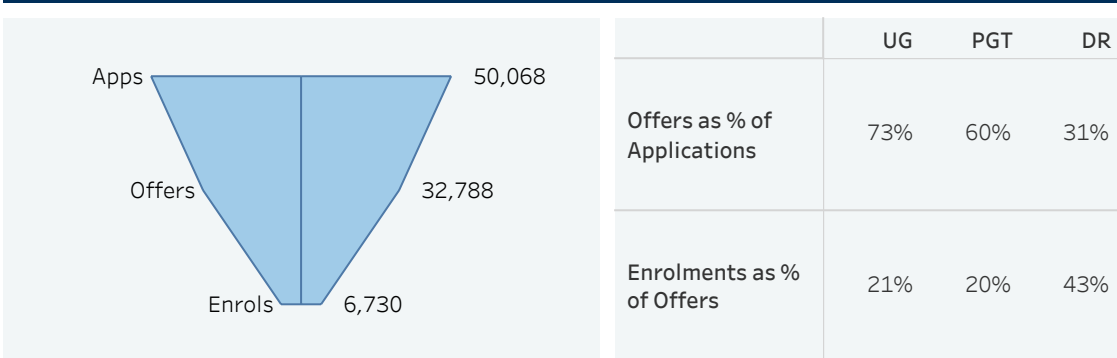 Apps 50,068
Offers 32,788
Enrols 6,730
UG PGT DR
Offers as % of
Applications
73% 60% 31%
Enrolments as %
of Offers
21% 20% 43%